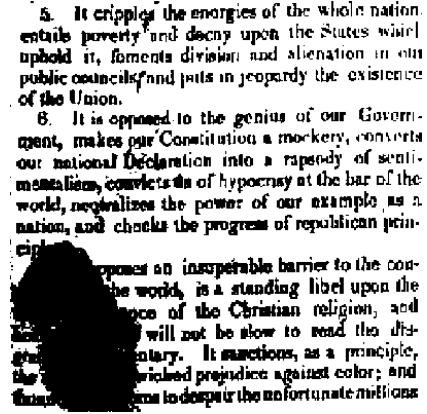 5. It cripples the energies of the whole nation
entails poverty and decay upon the States which
uphold it, foments division and alienation in our
public councils, and puts in jeopardy the existence
of the Union.
6. It is opposed to the genius of our Govern-
ment, makes our Constitution a mockery, converts
our national Declaration into a rapsody of senti-
mentalism, convicts us of hypocrisy at the bar of the
world, neutralizes the power of our example as a
nation, and checks the progress of republican prin-
cipl
an insuperable barrier to the con-
the world, is a standing libel upon the
of the Christian religion, and
will not be slow to read the dis-
It sanctions, as a principle,
the wicked prejudice against color; and
to despair the unfortunate millions